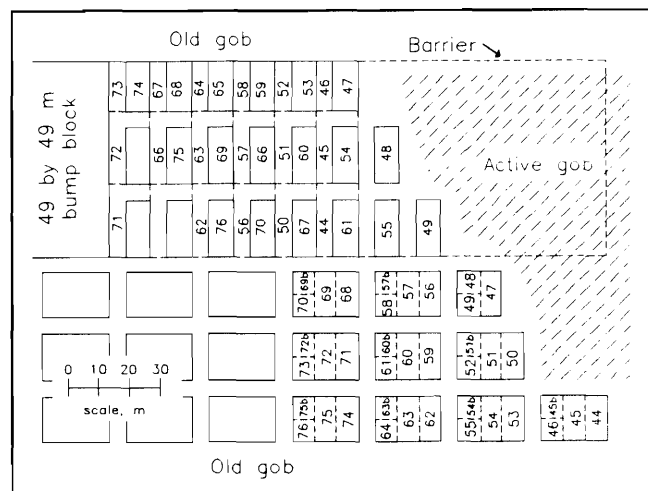 Old gob
Barrier
49 by 49 m
bump block
73 74 67 68 64 65 58 59 52 53 46 47
72 66 75 63 69 57 66 51 60 45 54 48
Active gob
71 62 76 56 70 50 67 44 61 55 49
70 69b 69 68 58 57b 57 56 49 48 47
73 72b 72 71 61 60b 60 59 52 51b 51 50
0 10 20 30
scale, m
76 75b 75 74 64 63b 63 62 55 54b 54 53 46 45b 45 44
Old gob